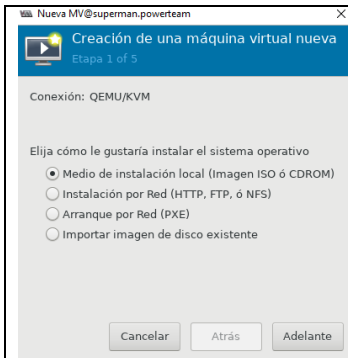 Nueva MV@superman.powerteam
Creación de una máquina virtual nueva
Etapa 1 of 5
Conexión: QEMU/KVM
Elija cómo le gustaría instalar el sistema operativo
Medio de instalación local (Imagen ISO ó CDROM)
Instalación por Red (HTTP, FTP, ó NFS)
Arranque por Red (PXE)
Importar imagen de disco existente
Cancelar Atrás Adelante